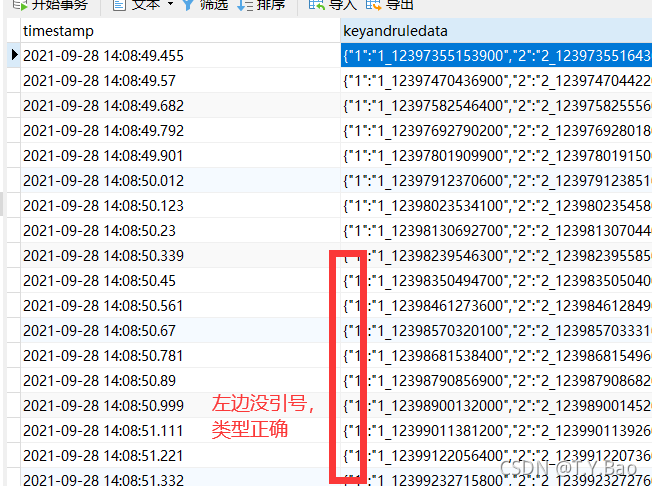 开始事务 文本 筛选 排序 导入 导出
timestamp keyandruledata
2021-09-28 14:08:49.455 {"1":"1_12397355153900","2":"2_1239735516430
2021-09-28 14:08:49.57 {"1":"1_12397470436900","2":"2_123974704422
2021-09-28 14:08:49.682 {"1":"1_12397582546400","2":"2_123975825556
2021-09-28 14:08:49.792 {"1":"1_12397692790200","2":"2_123976928018
2021-09-28 14:08:49.901 {"1":"1_12397801909900","2":"2_123978019150
2021-09-28 14:08:50.012 {"1":"1_12397912370600","2":"2_123979123851
2021-09-28 14:08:50.123 {"1":"1_12398023534100","2":"2_123980235458
2021-09-28 14:08:50.23 {"1":"1_12398130692700","2":"2_123981307044
2021-09-28 14:08:50.339 {"1":"1_12398239546300","2":"2_123982395585
2021-09-28 14:08:50.45 {"1":"1_12398350494700","2":"2_123983505040
2021-09-28 14:08:50.561 {"1":"1_12398461273600","2":"2_123984612849
2021-09-28 14:08:50.67 {"1":"1_12398570320100","2":"2_123985703331
2021-09-28 14:08:50.781 {"1":"1_12398681538400","2":"2_123986815496
2021-09-28 14:08:50.89 {"1":"1_12398790856900","2":"2_123987908682
2021-09-28 14:08:50.999 {"1":"1_12398900132000","2":"2_123989001452
2021-09-28 14:08:51.111 {"1":"1_12399011381200","2":"2_123990113926
2021-09-28 14:08:51.221 {"1":"1_12399122056400","2":"2_123991220736
2021-09-28 14:08:51.332 {"1":"1_12399232715800","2":"2_123992327276
左边没引号，
类型正确
CSDN @T.Y.Bao